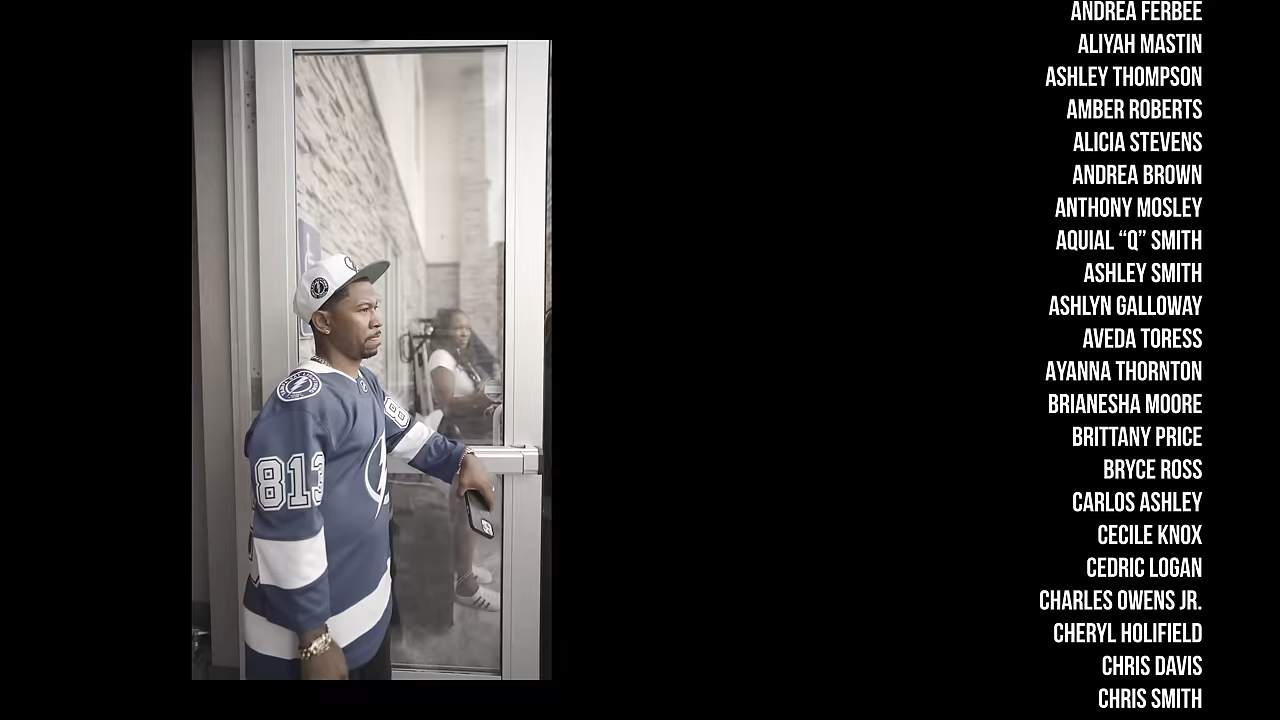 ANDREA FERBEE
ALIYAH MASTIN
ASHLEY THOMPSON
AMBER ROBERTS
ALICIA STEVENS
ANDREA BROWN
ANTHONY MOSLEY
AQUIAL “Q” SMITH
ASHLEY SMITH
ASHLYN GALLOWAY
AVEDA TORESS
AYANNA THORNTON
BRIANESHA MOORE
BRITTANY PRICE
BRYCE ROSS
CARLOS ASHLEY
CECILE KNOX
CEDRIC LOGAN
CHARLES OWENS JR.
CHERYL HOLIFIELD
CHRIS DAVIS
CHRIS SMITH
813